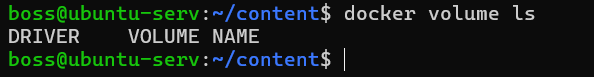 boss@ubuntu-serv:~/content$ docker volume ls
DRIVER    VOLUME NAME
boss@ubuntu-serv:~/content$